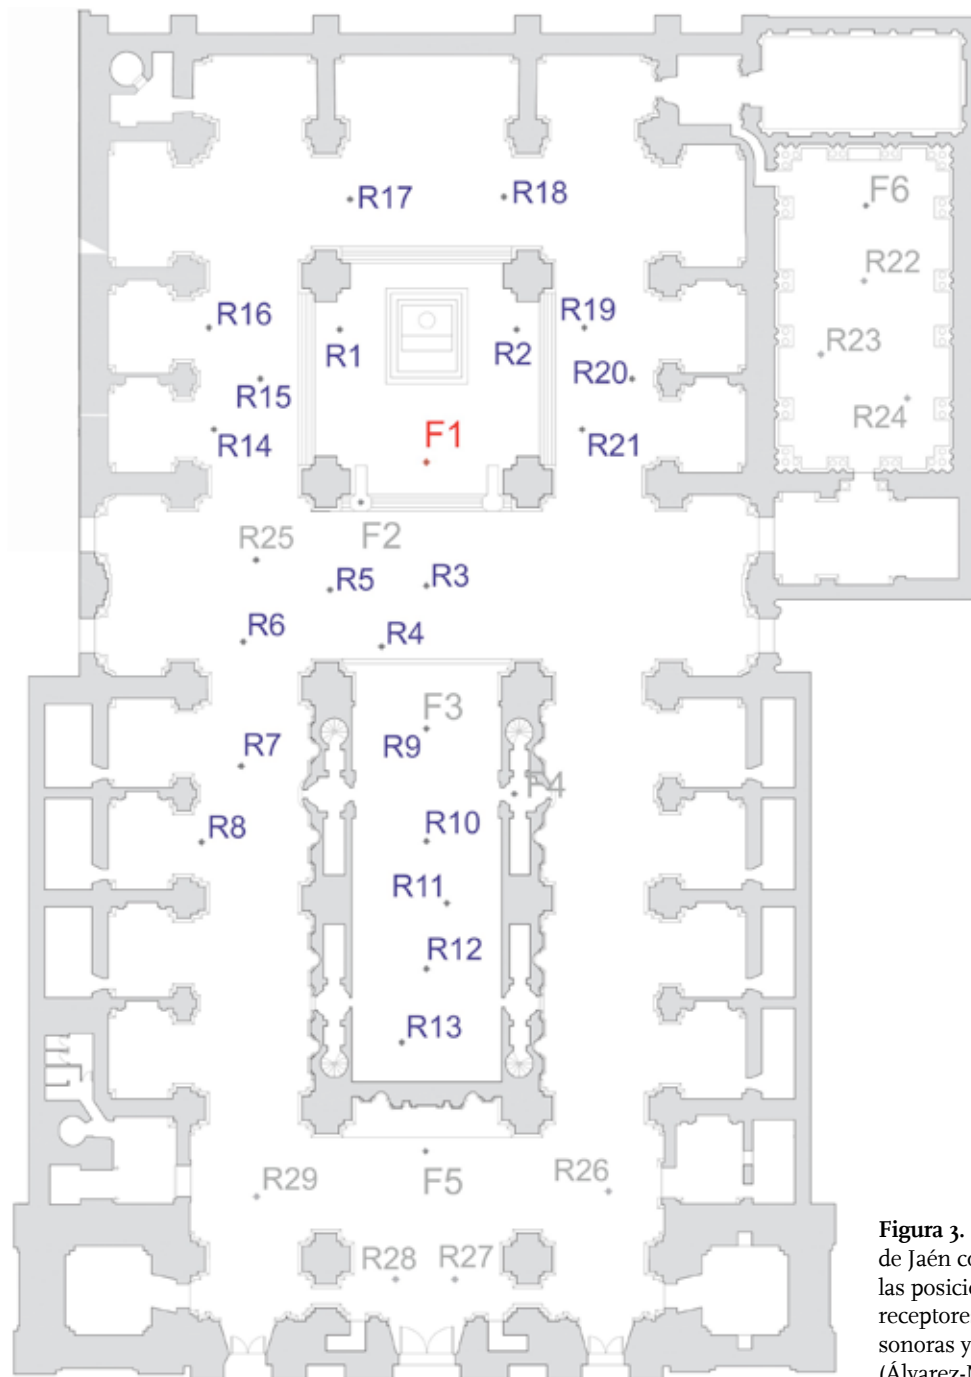 R17
R18
F6
R22
R16
R19
R1
R2
R23
R15
R20
R24
R14
F1
R21
R25
F2
R5
R3
R6
R4
F3
R7
R9
F4
R8
R10
R11
R12
R13
R29
F5
R26
R28
R27
Figura 3.
de Jaén
las posicio
receptore
sonoras y
(Álvarez-M